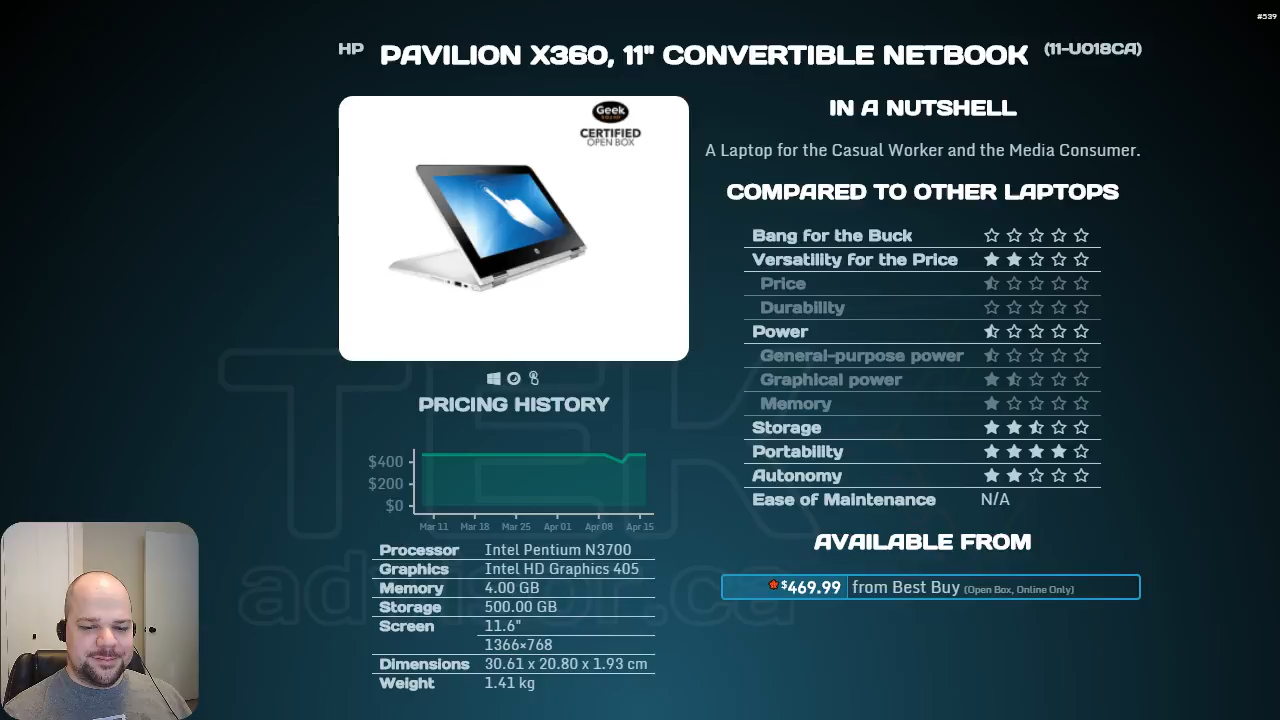 #539
HP PAVILION X360, 11" CONVERTIBLE NETBOOK (11-U018CA)
Geek
SQUAD
CERTIFIED
OPEN BOX
PRICING HISTORY
$400
$200
$0
Mar 11 Mar 18 Mar 25 Apr 01 Apr 08 Apr 15
Processor Intel Pentium N3700
Graphics Intel HD Graphics 405
Memory 4.00 GB
Storage 500.00 GB
Screen 11.6"
1366×768
Dimensions 30.61 x 20.80 x 1.93 cm
Weight 1.41 kg
IN A NUTSHELL
A Laptop for the Casual Worker and the Media Consumer.
COMPARED TO OTHER LAPTOPS
Bang for the Buck
Versatility for the Price
Price
Durability
Power
General-purpose power
Graphical power
Memory
Storage
Portability
Autonomy
Ease of Maintenance N/A
AVAILABLE FROM
$469.99 from Best Buy (Open Box, Online Only)